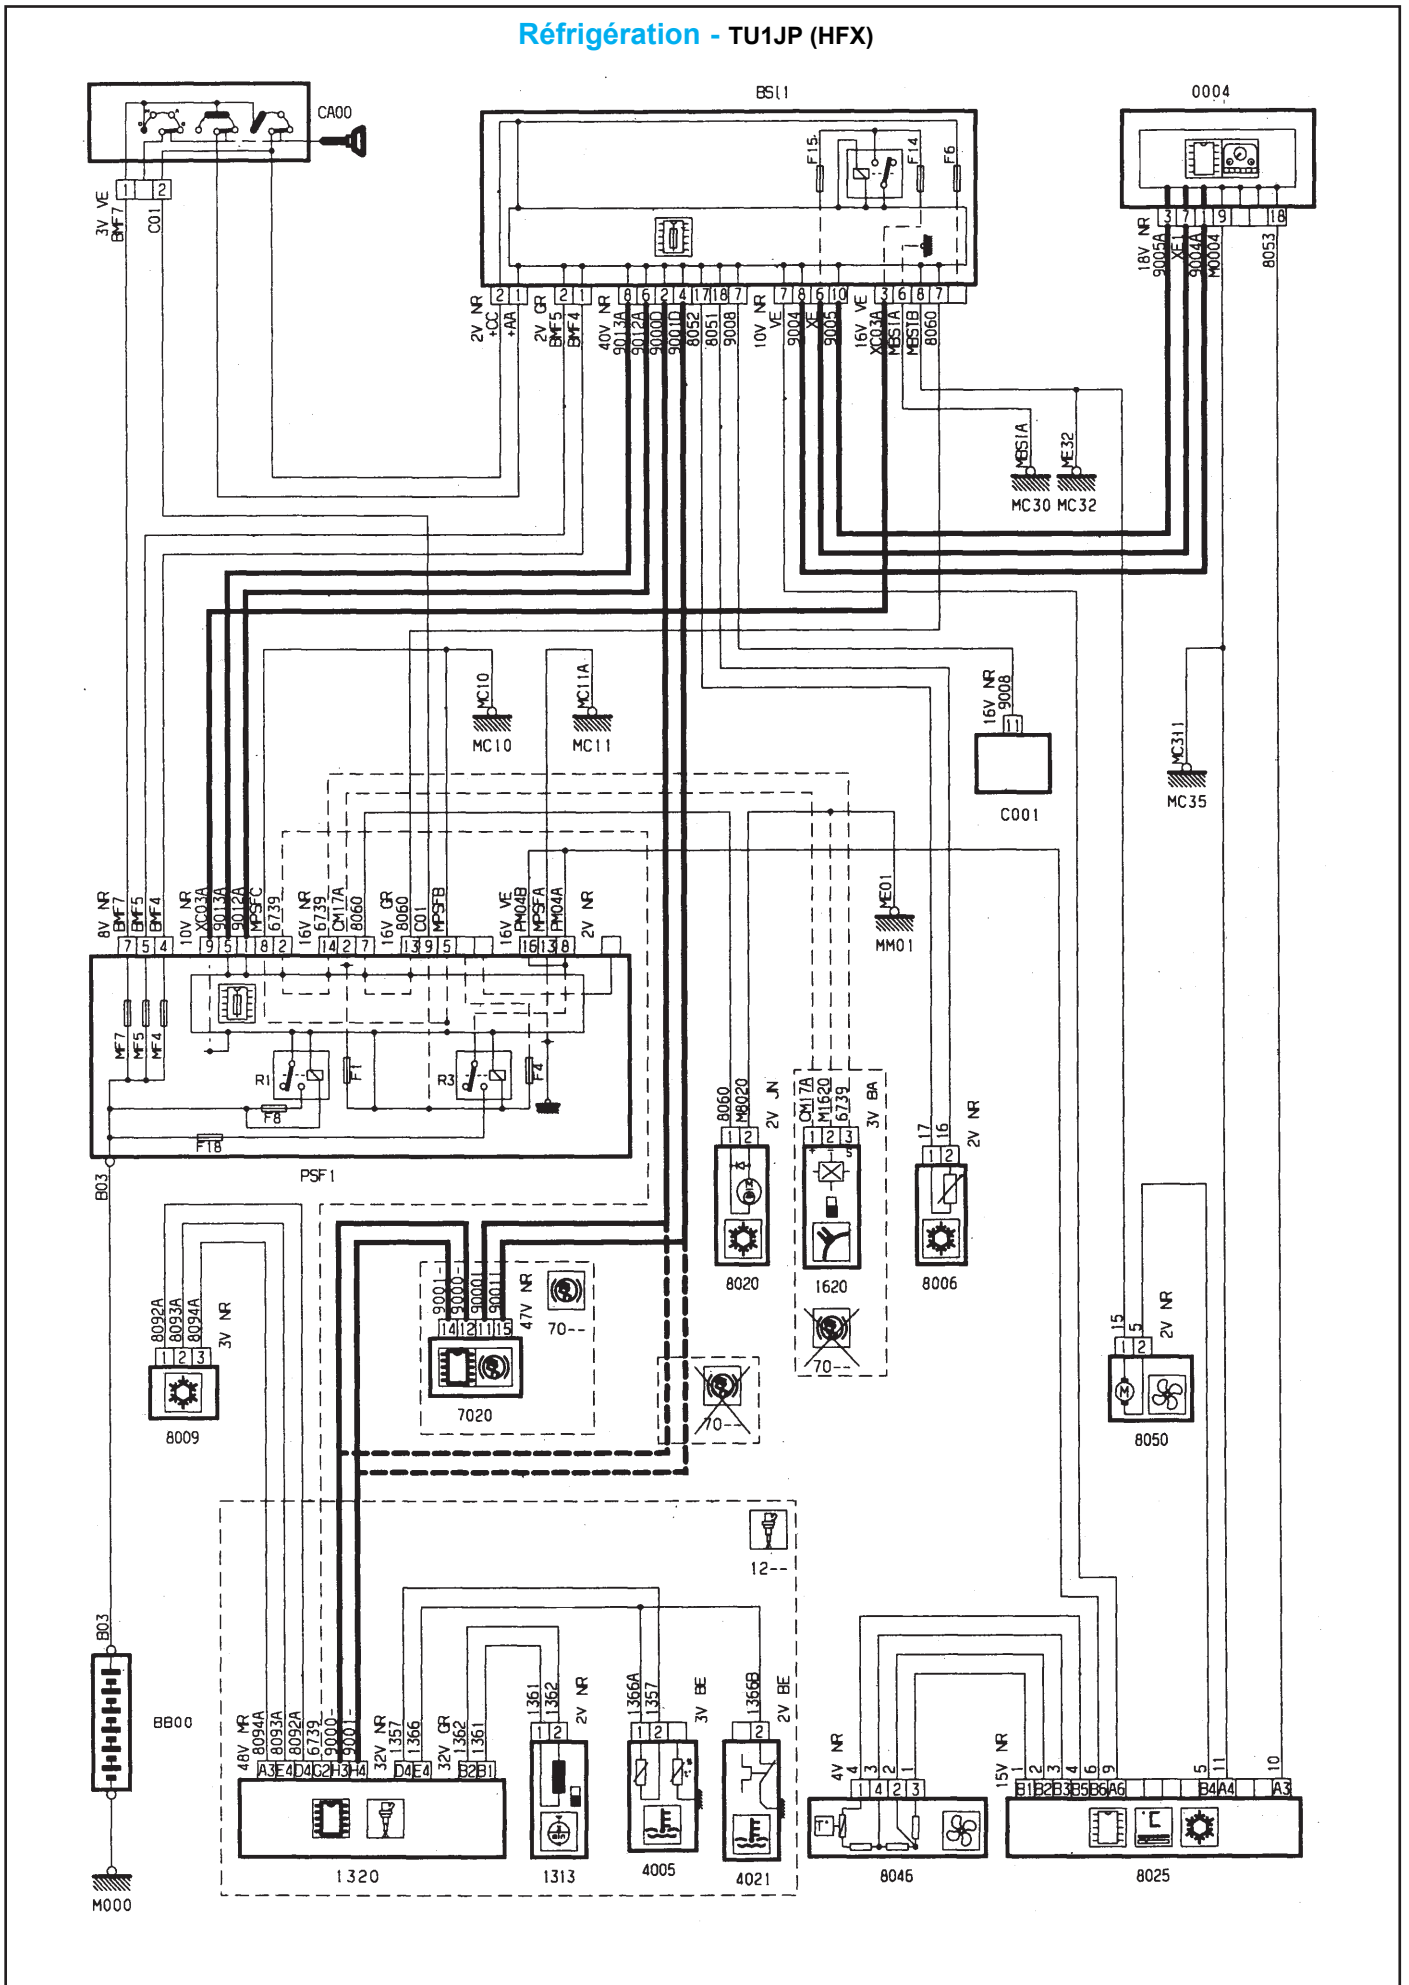 Réfrigération - TU1JP (HFX)
BSI1
0004
CA00
F15
F14
F6
1 2
3V VE
BMF7
C01
3 7 1 9 18
18V NR
9005A
XE1
9004A
M0004
8053
2 1 2 1 8 6 2 4 17 18 7 7 8 6 10 3 6 8 7
2V NR
+CC
+AA
2V GR
BMF5
BMF4
40V NR
9013A
9012A
9000D
9001D
8052
8051
9008
10V NR
VE
9004
XE
9005
16V VE
XC03A
MBS1A
MBSTB
8060
MBS1A
ME32
MC30 MC32
MC10
MC11A
MC10
MC11
16V NR
9008
11
C001
MC311
MC35
8V NR
BMF7
BMF5
BMF4
10V NR
XC03A
9013A
9012A
MPSFC
6739
16V NR
6739
CM17A
8060
16V GR
8060
C01
MPSFB
16V VE
PM04B
MPSFA
PM04A
2V NR
ME01
MM01
7 5 4 9 5 1 8 2 14 2 7 13 9 5 16 13 8
MF7
MF5
MF4
R1
F1
R3
F4
F8
F18
PSF1
B03
8060
M8020
2V JN
1 2
8020
CM17A
M1620
6739
3V BA
1 2 3
+ - S
1620
70--
17
16
2V NR
1 2
8006
8092A
8093A
8094A
3V NR
1 2 3
8009
9001-
9000-
90001
90011
47V NR
14 12 11 15
70--
7020
70--
15
5
2V NR
1 2
M
8050
12--
B03
BB00
M000
48V MR
8094A
8093A
8092A
6739
9000-
9001-
32V NR
1357
1366
32V GR
1362
1361
A3 E4 D4 G2 H3 H4 D4 E4 B2 B1
1320
1361
1362
2V NR
1 2
1313
1366A
1357
3V BE
1 2
4005
1366B
2V BE
2
4021
4V NR
4
3
2
1
1 4 2 3
8046
15V NR
1
2
3
4
6
9
5
11
10
B1 B2 B3 B5 B6 A6 B4 A4 A3
8025